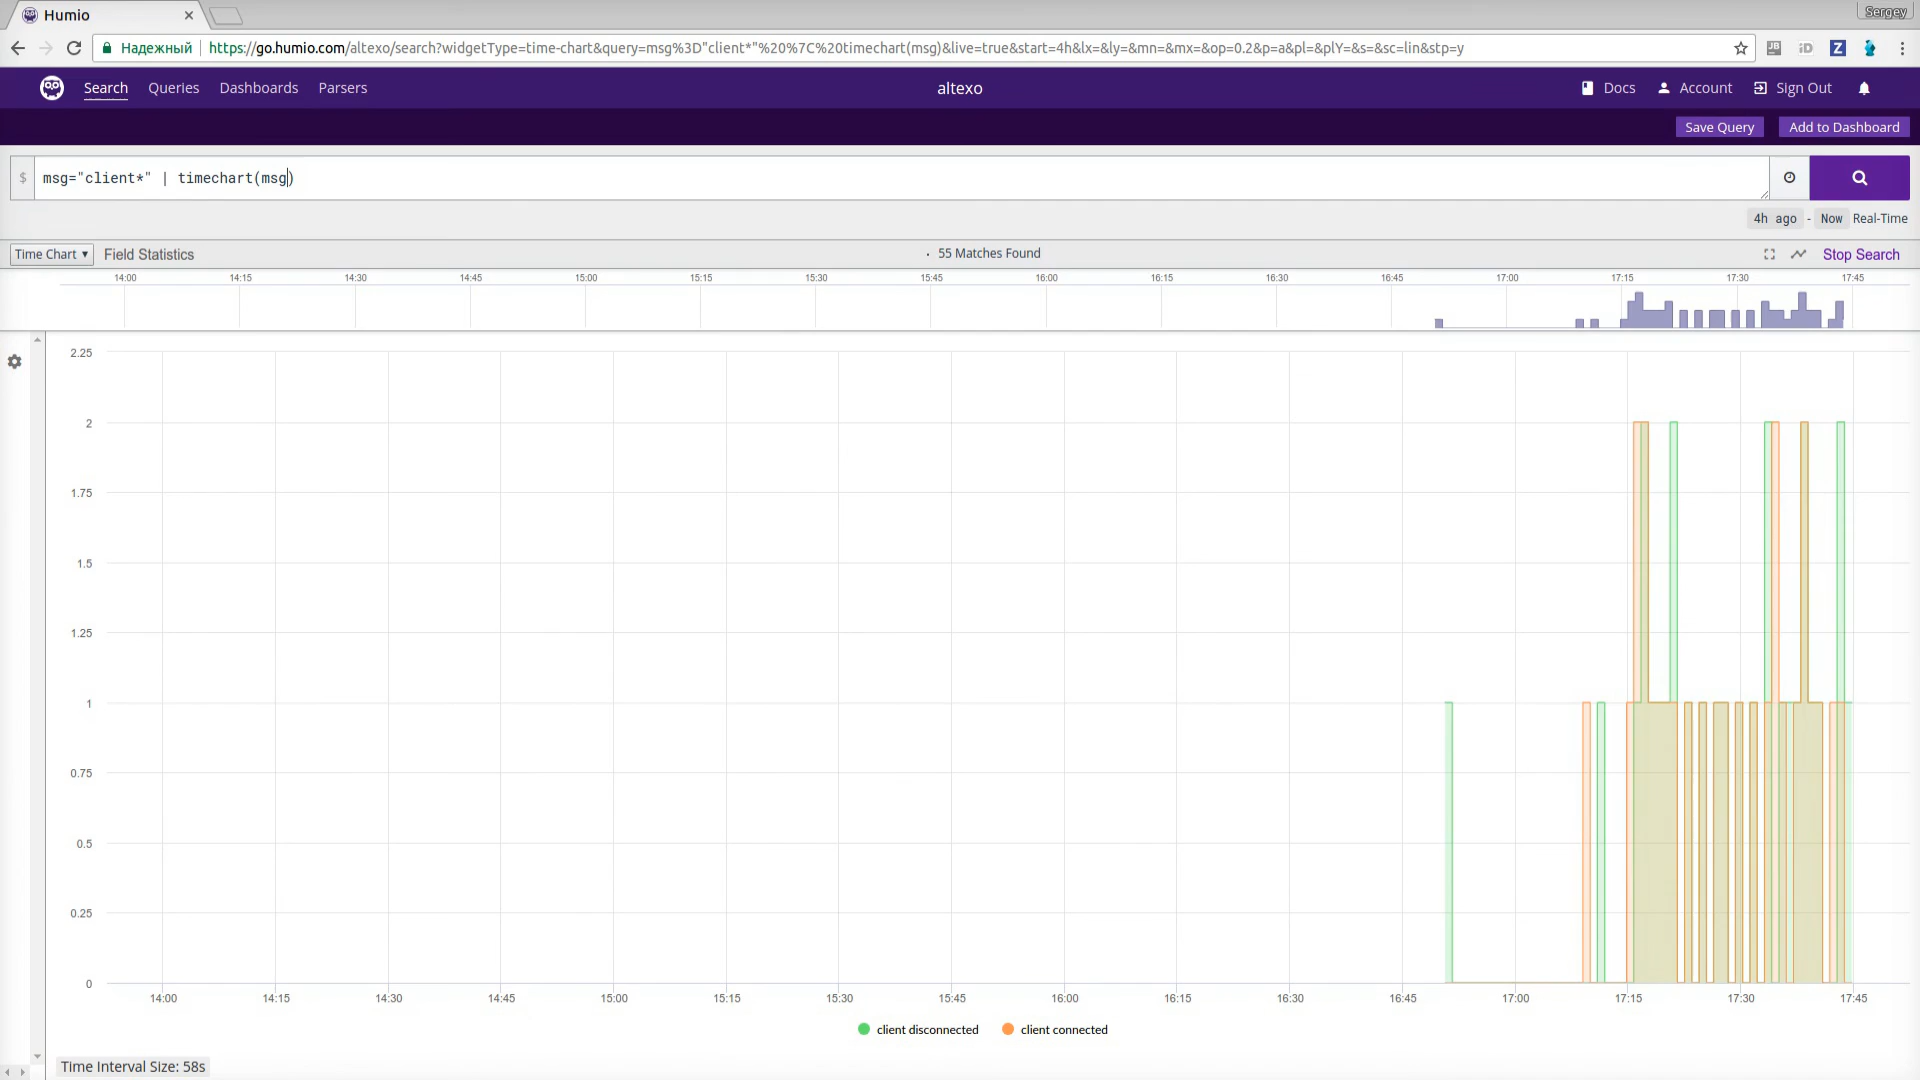 Humio
Sergey
Надежный https://go.humio.com/altexo/search?widgetType=time-chart&query=msg%3D"client*"%20%7C%20timechart(msg)&live=true&start=4h&lx=&ly=&mn=&mx=&op=0.2&p=a&pl=&plY=&s=&sc=lin&stp=y
JB iD Z
Search Queries Dashboards Parsers altexo Docs Account Sign Out
Save Query Add to Dashboard
$ msg="client*" | timechart(msg)
4h ago - Now Real-Time
Time Chart ▾ Field Statistics · 55 Matches Found Stop Search
14:00 14:15 14:30 14:45 15:00 15:15 15:30 15:45 16:00 16:15 16:30 16:45 17:00 17:15 17:30 17:45
2.25
2
1.75
1.5
1.25
1
0.75
0.5
0.25
0
14:00 14:15 14:30 14:45 15:00 15:15 15:30 15:45 16:00 16:15 16:30 16:45 17:00 17:15 17:30 17:45
client disconnected client connected
Time Interval Size: 58s